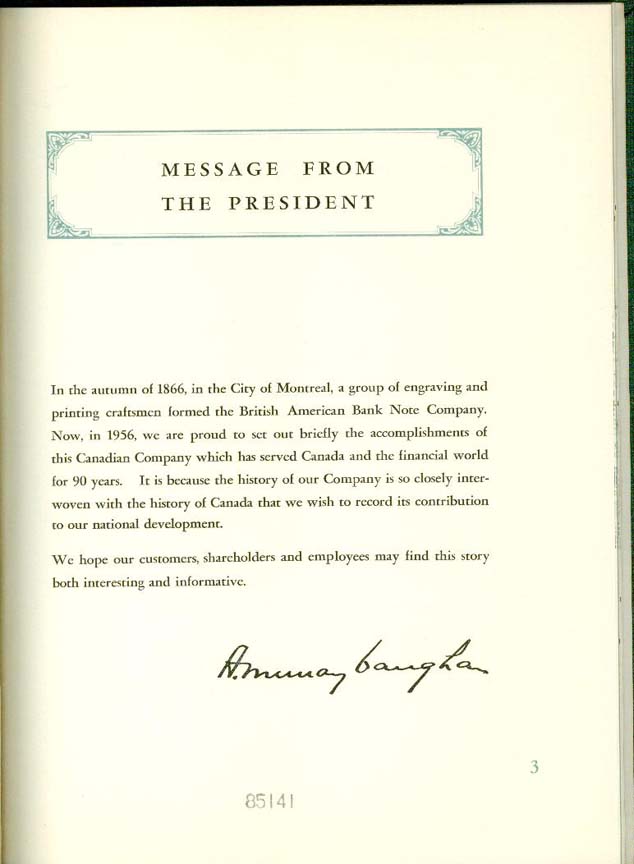 MESSAGE FROM
THE PRESIDENT
In the autumn of 1866, in the City of Montreal, a group of engraving and
printing craftsmen formed the British American Bank Note Company.
Now, in 1956, we are proud to set out briefly the accomplishments of
this Canadian Company which has served Canada and the financial world
for 90 years. It is because the history of our Company is so closely inter-
woven with the history of Canada that we wish to record its contribution
to our national development.
We hope our customers, shareholders and employees may find this story
both interesting and informative.
A. Murray Vaughan
3
85141